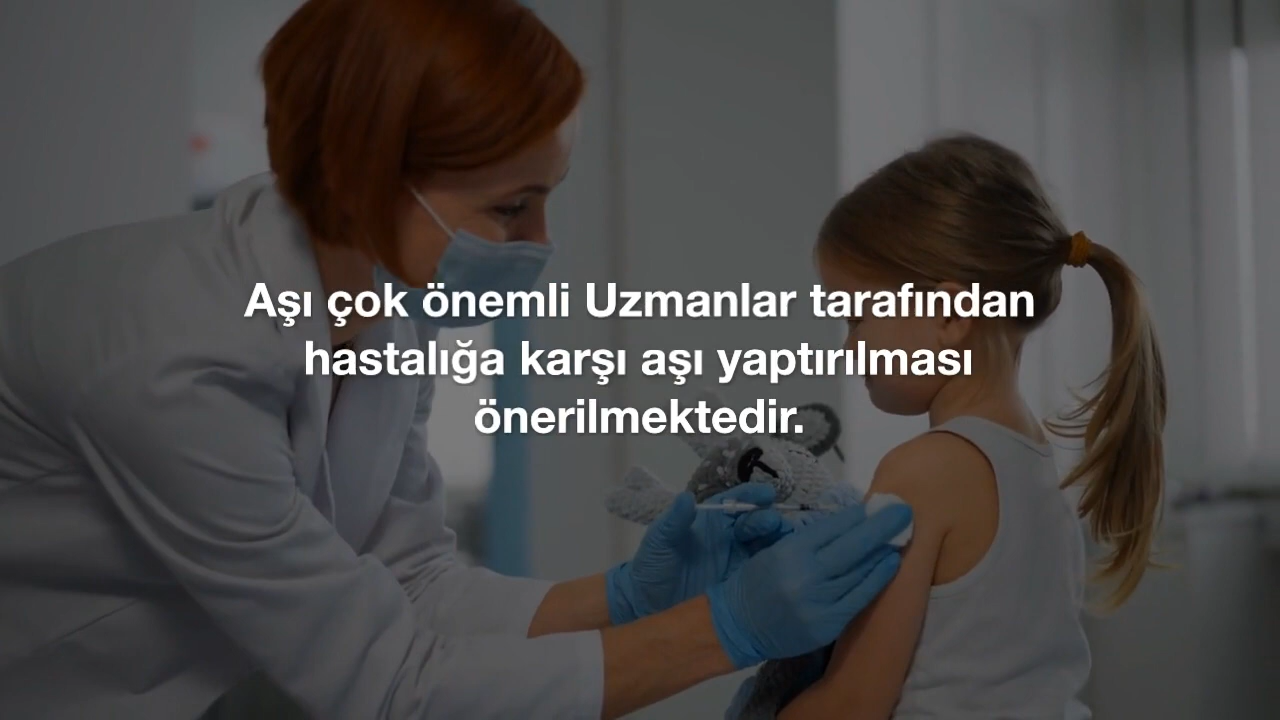 Aşı çok önemli Uzmanlar tarafından
hastalığa karşı aşı yaptırılması
önerilmektedir.